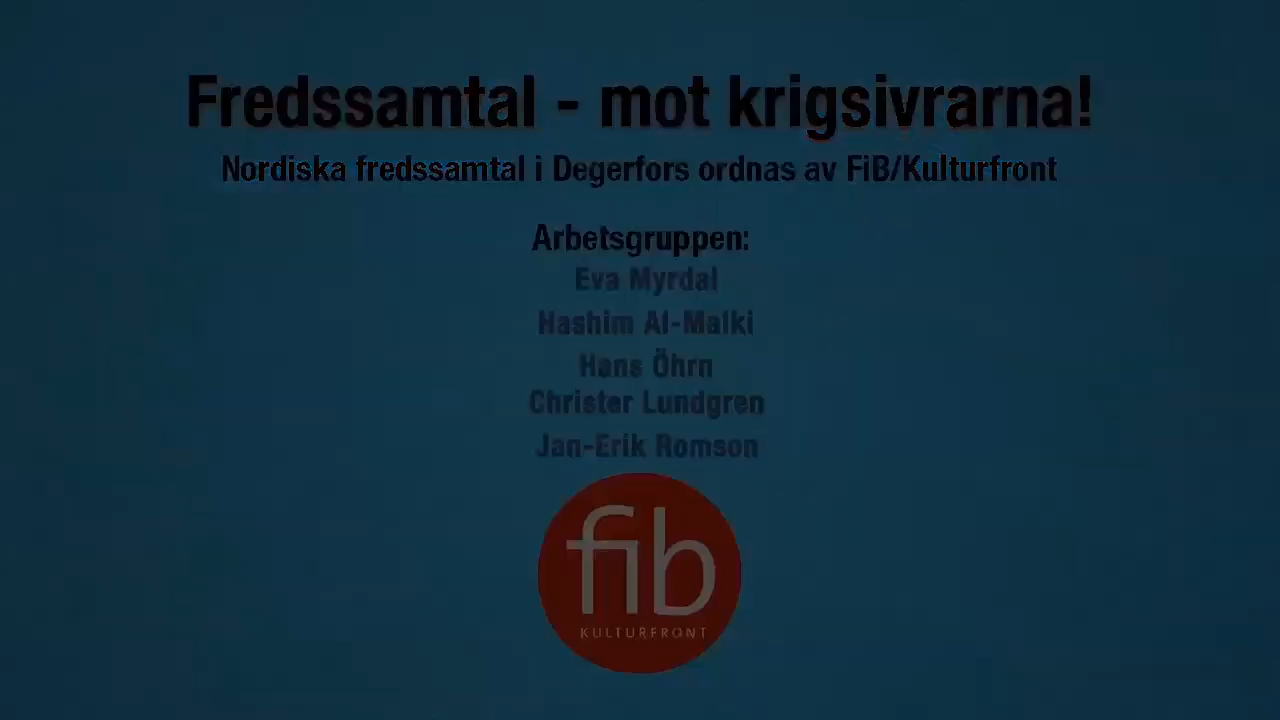 Fredssamtal - mot krigsivrarna!
Nordiska fredssamtal i Degerfors ordnas av FiB/Kulturfront
Arbetsgruppen:
Eva Myrdal
Hashim Al-Malki
Hans Öhrn
Christer Lundgren
Jan-Erik Romson
fib
KULTURFRONT